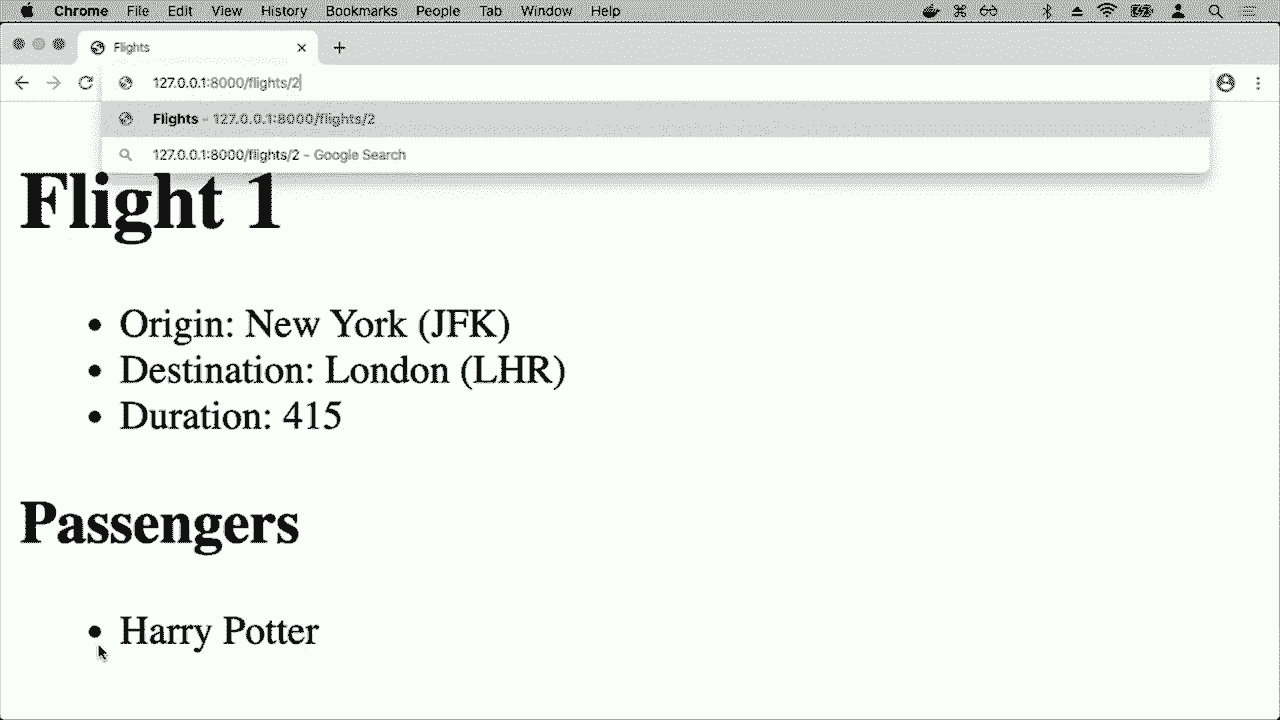 Chrome File Edit View History Bookmarks People Tab Window Help
Flights
127.0.0.1:8000/flights/2
Flights - 127.0.0.1:8000/flights/2
127.0.0.1:8000/flights/2 - Google Search
Flight 1
• Origin: New York (JFK)
• Destination: London (LHR)
• Duration: 415
Passengers
• Harry Potter